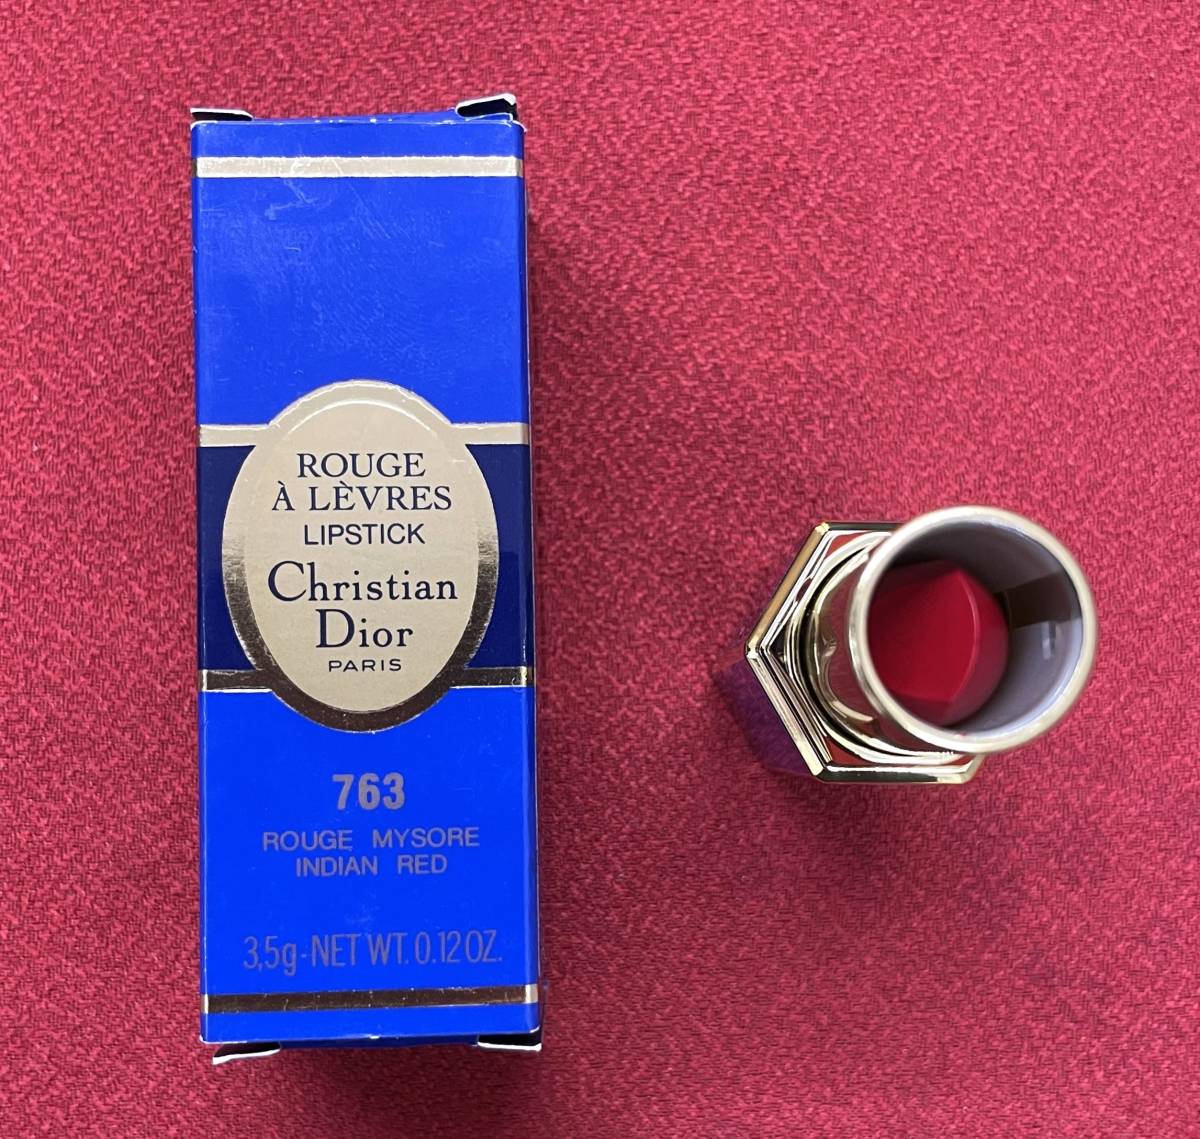 ROUGE
À LÈVRES
LIPSTICK
Christian
Dior
PARIS
763
ROUGE MYSORE
INDIAN RED
3,5g-NET WT. 0.12 OZ.